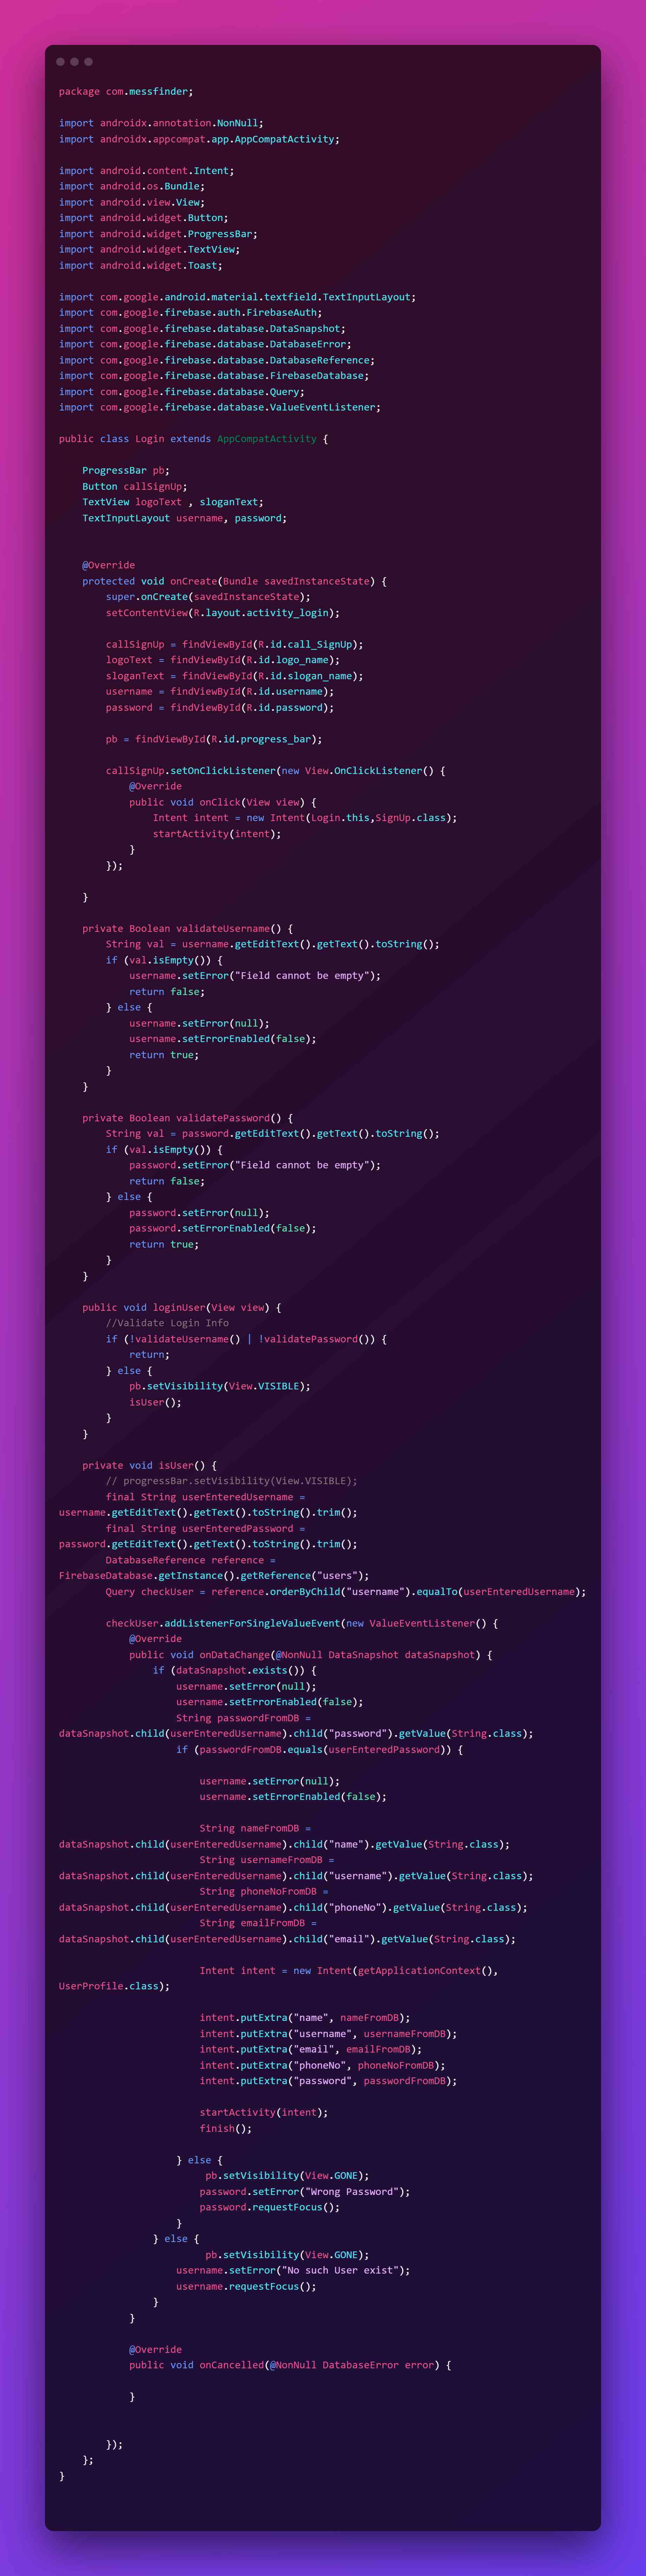 package com.messfinder;

import androidx.annotation.NonNull;
import androidx.appcompat.app.AppCompatActivity;

import android.content.Intent;
import android.os.Bundle;
import android.view.View;
import android.widget.Button;
import android.widget.ProgressBar;
import android.widget.TextView;
import android.widget.Toast;

import com.google.android.material.textfield.TextInputLayout;
import com.google.firebase.auth.FirebaseAuth;
import com.google.firebase.database.DataSnapshot;
import com.google.firebase.database.DatabaseError;
import com.google.firebase.database.DatabaseReference;
import com.google.firebase.database.FirebaseDatabase;
import com.google.firebase.database.Query;
import com.google.firebase.database.ValueEventListener;

public class Login extends AppCompatActivity {

    ProgressBar pb;
    Button callSignUp;
    TextView logoText , sloganText;
    TextInputLayout username, password;


    @Override
    protected void onCreate(Bundle savedInstanceState) {
        super.onCreate(savedInstanceState);
        setContentView(R.layout.activity_login);

        callSignUp = findViewById(R.id.call_SignUp);
        logoText = findViewById(R.id.logo_name);
        sloganText = findViewById(R.id.slogan_name);
        username = findViewById(R.id.username);
        password = findViewById(R.id.password);

        pb = findViewById(R.id.progress_bar);

        callSignUp.setOnClickListener(new View.OnClickListener() {
            @Override
            public void onClick(View view) {
                Intent intent = new Intent(Login.this,SignUp.class);
                startActivity(intent);
            }
        });

    }

    private Boolean validateUsername() {
        String val = username.getEditText().getText().toString();
        if (val.isEmpty()) {
            username.setError("Field cannot be empty");
            return false;
        } else {
            username.setError(null);
            username.setErrorEnabled(false);
            return true;
        }
    }

    private Boolean validatePassword() {
        String val = password.getEditText().getText().toString();
        if (val.isEmpty()) {
            password.setError("Field cannot be empty");
            return false;
        } else {
            password.setError(null);
            password.setErrorEnabled(false);
            return true;
        }
    }

    public void loginUser(View view) {
        //Validate Login Info
        if (!validateUsername() | !validatePassword()) {
            return;
        } else {
            pb.setVisibility(View.VISIBLE);
            isUser();
        }
    }

    private void isUser() {
        // progressBar.setVisibility(View.VISIBLE);
        final String userEnteredUsername =
username.getEditText().getText().toString().trim();
        final String userEnteredPassword =
password.getEditText().getText().toString().trim();
        DatabaseReference reference =
FirebaseDatabase.getInstance().getReference("users");
        Query checkUser = reference.orderByChild("username").equalTo(userEnteredUsername);

        checkUser.addListenerForSingleValueEvent(new ValueEventListener() {
            @Override
            public void onDataChange(@NonNull DataSnapshot dataSnapshot) {
                if (dataSnapshot.exists()) {
                    username.setError(null);
                    username.setErrorEnabled(false);
                    String passwordFromDB =
dataSnapshot.child(userEnteredUsername).child("password").getValue(String.class);
                    if (passwordFromDB.equals(userEnteredPassword)) {

                        username.setError(null);
                        username.setErrorEnabled(false);

                        String nameFromDB =
dataSnapshot.child(userEnteredUsername).child("name").getValue(String.class);
                        String usernameFromDB =
dataSnapshot.child(userEnteredUsername).child("username").getValue(String.class);
                        String phoneNoFromDB =
dataSnapshot.child(userEnteredUsername).child("phoneNo").getValue(String.class);
                        String emailFromDB =
dataSnapshot.child(userEnteredUsername).child("email").getValue(String.class);

                        Intent intent = new Intent(getApplicationContext(),
UserProfile.class);

                        intent.putExtra("name", nameFromDB);
                        intent.putExtra("username", usernameFromDB);
                        intent.putExtra("email", emailFromDB);
                        intent.putExtra("phoneNo", phoneNoFromDB);
                        intent.putExtra("password", passwordFromDB);

                        startActivity(intent);
                        finish();

                    } else {
                         pb.setVisibility(View.GONE);
                        password.setError("Wrong Password");
                        password.requestFocus();
                    }
                } else {
                         pb.setVisibility(View.GONE);
                    username.setError("No such User exist");
                    username.requestFocus();
                }
            }

            @Override
            public void onCancelled(@NonNull DatabaseError error) {

            }


        });
    };
}